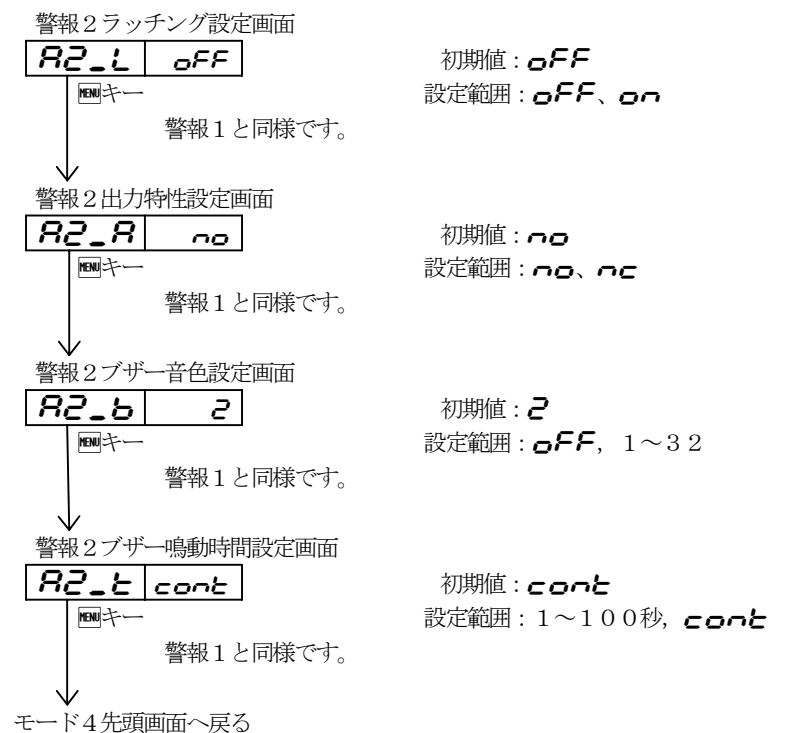 警報２ラッチング設定画面
A2_L oFF 初期値：oFF
MENUキー 設定範囲：oFF、on
警報１と同様です。
警報２出力特性設定画面
A2_A no 初期値：no
MENUキー 設定範囲：no、nc
警報１と同様です。
警報２ブザー音色設定画面
A2_b 2 初期値：2
MENUキー 設定範囲：oFF，１～３２
警報１と同様です。
警報２ブザー鳴動時間設定画面
A2_t cont 初期値：cont
MENUキー 設定範囲：１～１００秒，cont
警報１と同様です。
モード４先頭画面へ戻る